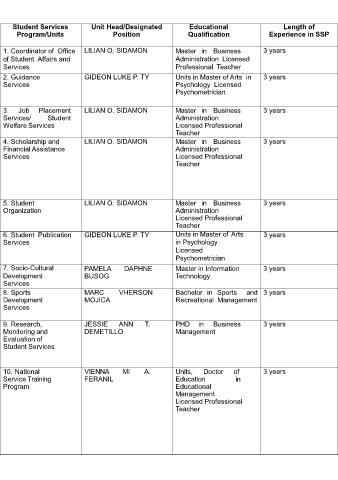 Student Services Unit Head/Designated Educational Length of
Program/Units Position Qualification Experience in SSP
1. Coordinator of Office LILIAN O. SIDAMON Master in Business 3 years
of Student Affairs and Administration Licensed
Services Professional Teacher
2. Guidance GIDEON LUKE P. TY Units in Master of Arts in 3 years
Services Psychology Licensed
Psychometrician
3. Job Placement LILIAN O. SIDAMON Master in Business 3 years
Services/ Student Administration
Welfare Services Licensed Professional
Teacher
4. Scholarship and LILIAN O. SIDAMON Master in Business 3 years
Financial Assistance Administration
Services Licensed Professional
Teacher
5. Student LILIAN O. SIDAMON Master in Business 3 years
Organization Administration
Licensed Professional
Teacher
6. Student Publication GIDEON LUKE P. TY Units in Master of Arts 3 years
Services in Psychology
Licensed
Psychometrician
7. Socio-Cultural PAMELA DAPHNE Master in Information 3 years
Development BUSOG Technology
Services
8. Sports MARC VHERSON Bachelor in Sports and 3 years
Development MOJICA Recreational Management
Services
9. Research, JESSIE ANN T. PHD in Business 3 years
Monitoring and DEMETILLO Management
Evaluation of
Student Services
10. National VIENNA MI A. Units, Doctor of 3 years
Service Training FERANIL Education in
Program Educational
Management
Licensed Professional
Teacher